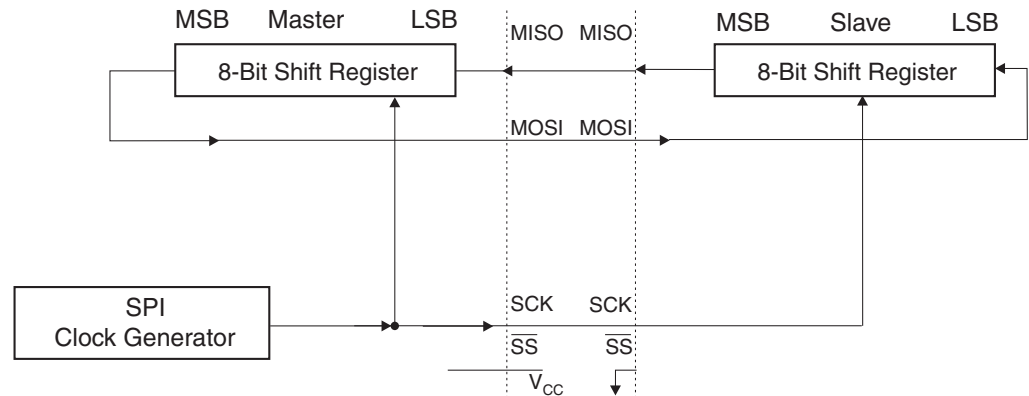 MSB Master LSB
MISO MISO
MSB Slave LSB
8-Bit Shift Register
8-Bit Shift Register
MOSI MOSI
SPI
Clock Generator
SCK SCK
SS SS
VCC